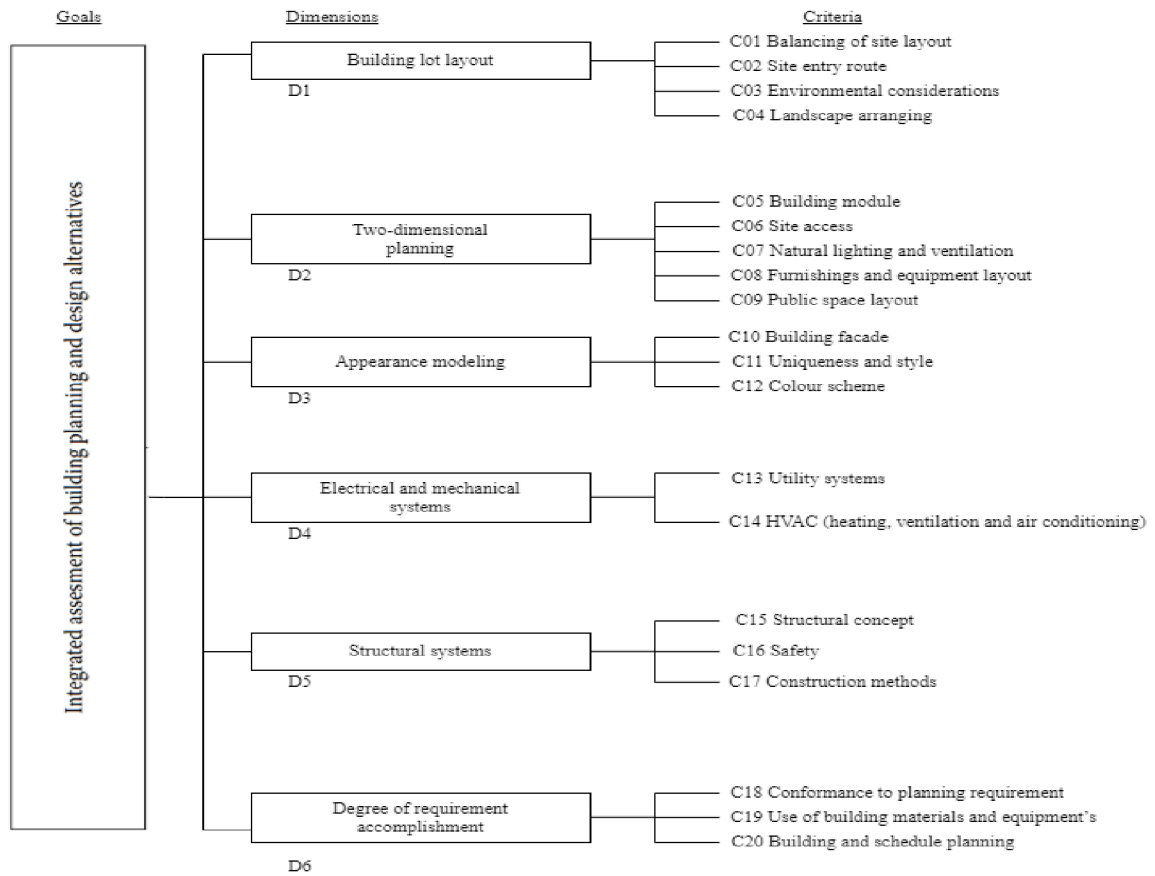 Goals
Dimensions
Criteria
Integrated assesment of building planning and design alternatives
Building lot layout
D1
C01 Balancing of site layout
C02 Site entry route
C03 Environmental considerations
C04 Landscape arranging
Two-dimensional
planning
D2
C05 Building module
C06 Site access
C07 Natural lighting and ventilation
C08 Furnishings and equipment layout
C09 Public space layout
Appearance modeling
D3
C10 Building facade
C11 Uniqueness and style
C12 Colour scheme
Electrical and mechanical
systems
D4
C13 Utility systems
C14 HVAC (heating, ventilation and air conditioning)
Structural systems
D5
C15 Structural concept
C16 Safety
C17 Construction methods
Degree of requirement
accomplishment
D6
C18 Conformance to planning requirement
C19 Use of building materials and equipment's
C20 Building and schedule planning